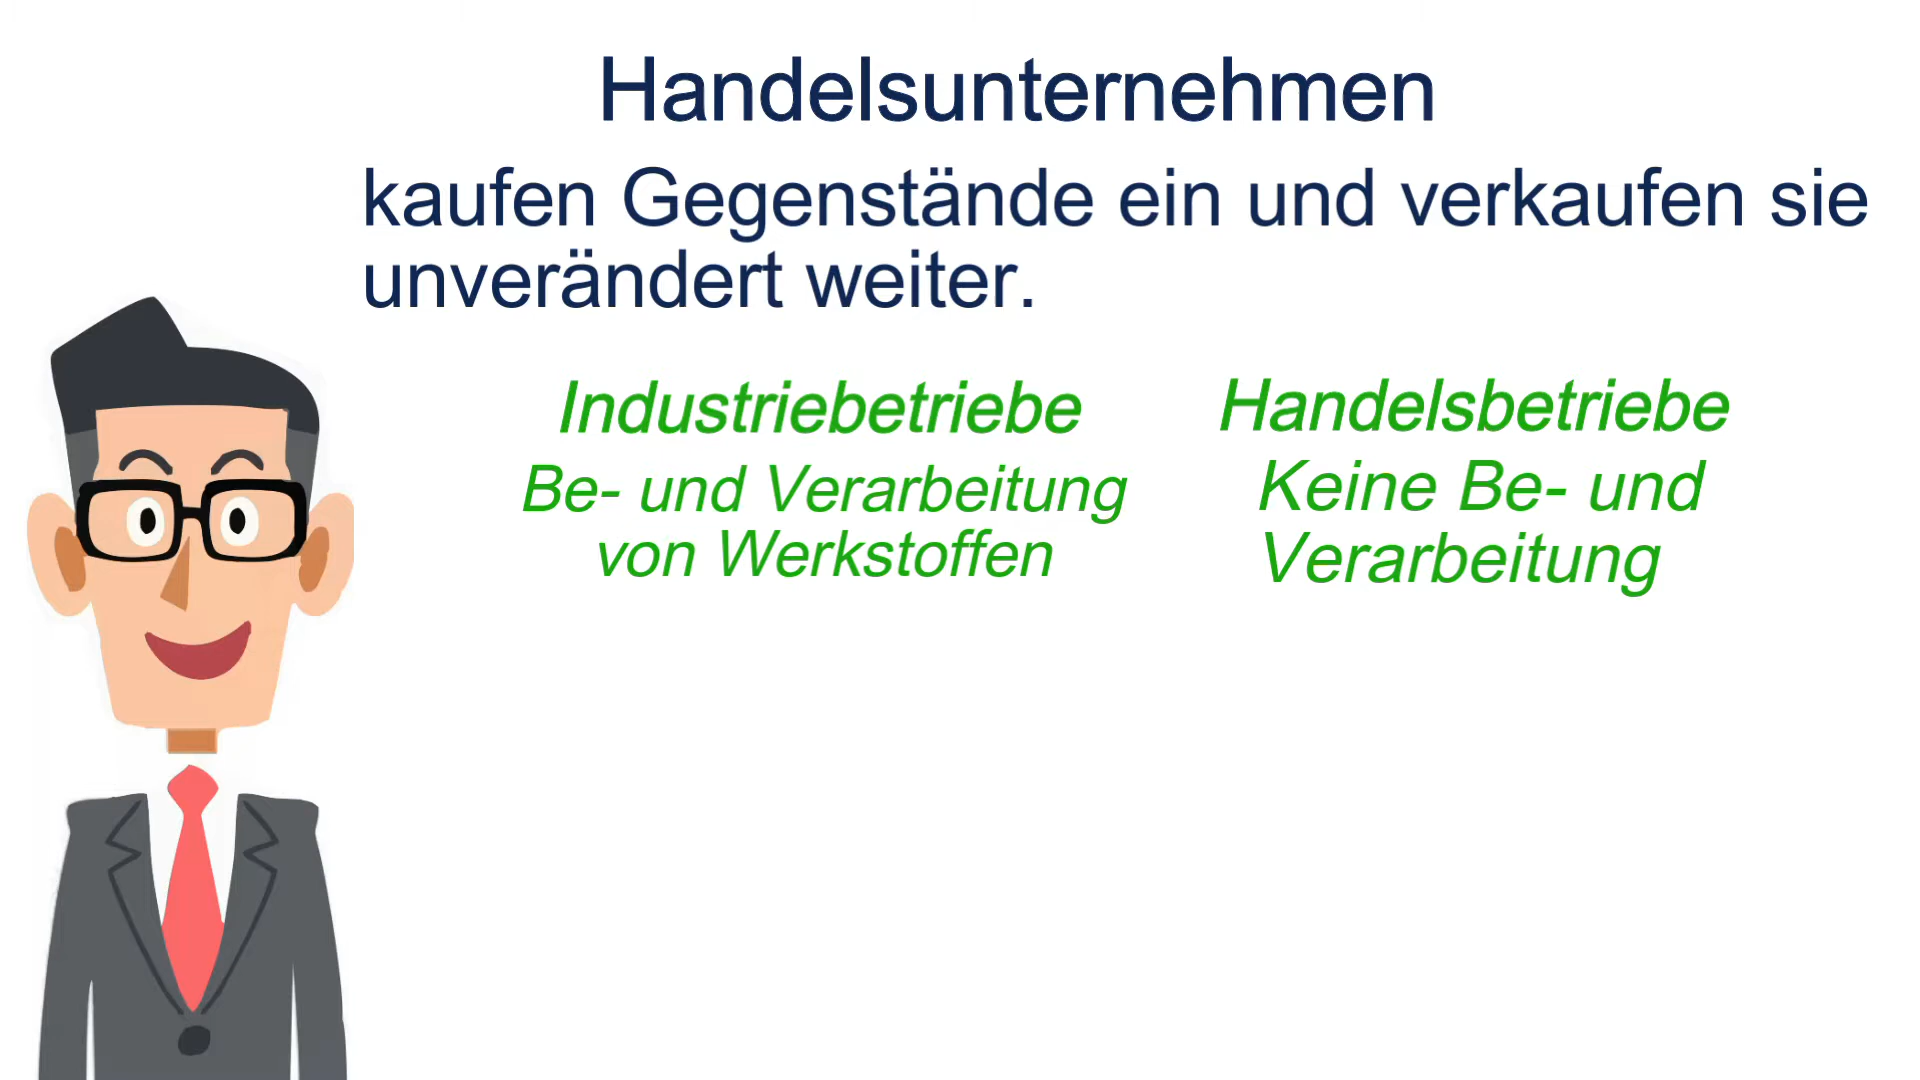 Handelsunternehmen
kaufen Gegenstände ein und verkaufen sie
unverändert weiter.
Industriebetriebe
Be- und Verarbeitung
von Werkstoffen
Handelsbetriebe
Keine Be- und
Verarbeitung